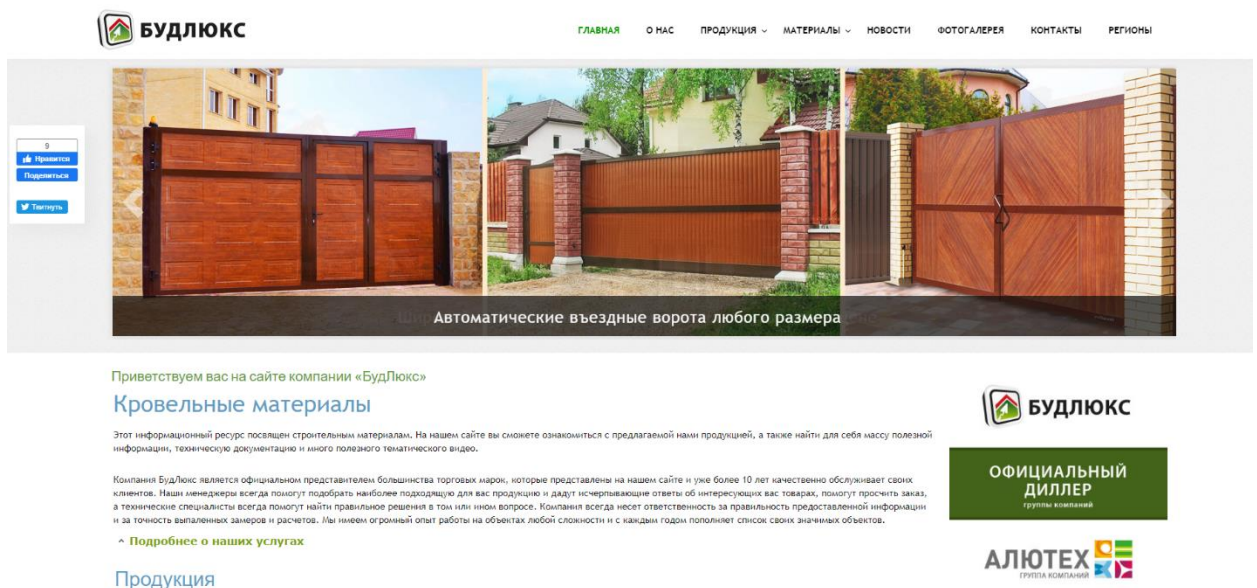 БУДЛЮКС
ГЛАВНАЯ О НАС ПРОДУКЦИЯ МАТЕРИАЛЫ НОВОСТИ ФОТОГАЛЕРЕЯ КОНТАКТЫ РЕГИОНЫ
9
Нравится
Поделиться
Твитнуть
Автоматические въездные ворота любого размера
Приветствуем вас на сайте компании «БудЛюкс»
Кровельные материалы
Этот информационный ресурс посвящен строительным материалам. На нашем сайте вы сможете ознакомиться с предлагаемой нами продукцией, а также найти для себя массу полезной
информации, техническую документацию и много полезного тематического видео.
Компания БудЛюкс является официальном представителем большинства торговых марок, которые представлены на нашем сайте и уже более 10 лет качественно обслуживает своих
клиентов. Наши менеджеры всегда помогут подобрать наиболее подходящую для вас продукцию и дадут исчерпывающие ответы об интересующих вас товарах, помогут просчить заказ,
а технические специалисты всегда помогут найти правильное решения в том или ином вопросе. Компания всегда несет ответственность за правильность предоставленной информации
и за точность выпаленных замеров и расчетов. Мы имеем огромный опыт работы на объектах любой сложности и с каждым годом пополняет список своих значимых объектов.
^ Подробнее о наших услугах
Продукция
БУДЛЮКС
ОФИЦИАЛЬНЫЙ
ДИЛЛЕР
группы компаний
АЛЮТЕХ
ГРУППА КОМПАНИЙ